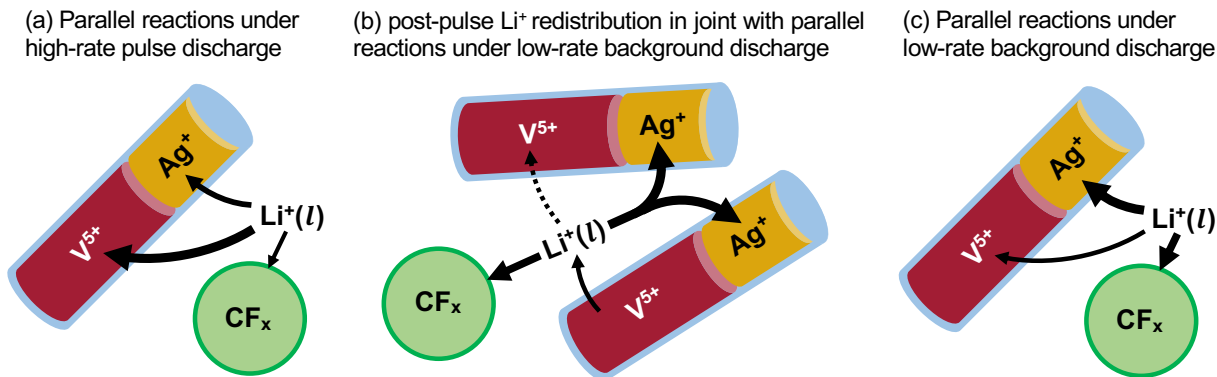 (a) Parallel reactions under
high-rate pulse discharge
(b) post-pulse Li⁺ redistribution in joint with parallel
reactions under low-rate background discharge
(c) Parallel reactions under
low-rate background discharge
Ag⁺
V⁵⁺
Li⁺(l)
CFₓ
V⁵⁺
Ag⁺
Li⁺(l)
Ag⁺
V⁵⁺
CFₓ
Ag⁺
V⁵⁺
Li⁺(l)
CFₓ